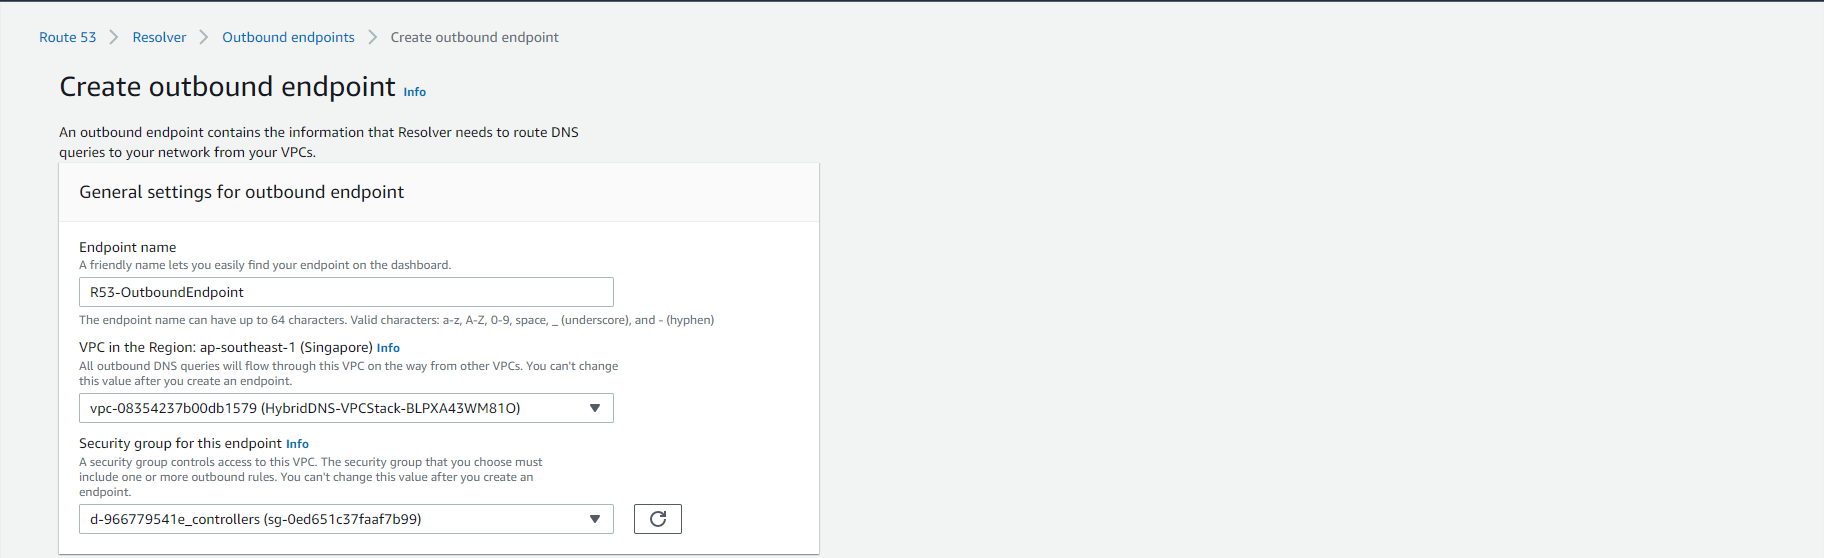 Route 53 > Resolver > Outbound endpoints > Create outbound endpoint
Create outbound endpoint Info
An outbound endpoint contains the information that Resolver needs to route DNS
queries to your network from your VPCs.
General settings for outbound endpoint
Endpoint name
A friendly name lets you easily find your endpoint on the dashboard.
R53-OutboundEndpoint
The endpoint name can have up to 64 characters. Valid characters: a-z, A-Z, 0-9, space, _ (underscore), and - (hyphen)
VPC in the Region: ap-southeast-1 (Singapore) Info
All outbound DNS queries will flow through this VPC on the way from other VPCs. You can't change
this value after you create an endpoint.
vpc-08354237b00db1579 (HybridDNS-VPCStack-BLPXA43WM81O)
Security group for this endpoint Info
A security group controls access to this VPC. The security group that you choose must
include one or more outbound rules. You can't change this value after you create an
endpoint.
d-966779541e_controllers (sg-0ed651c37faaf7b99)